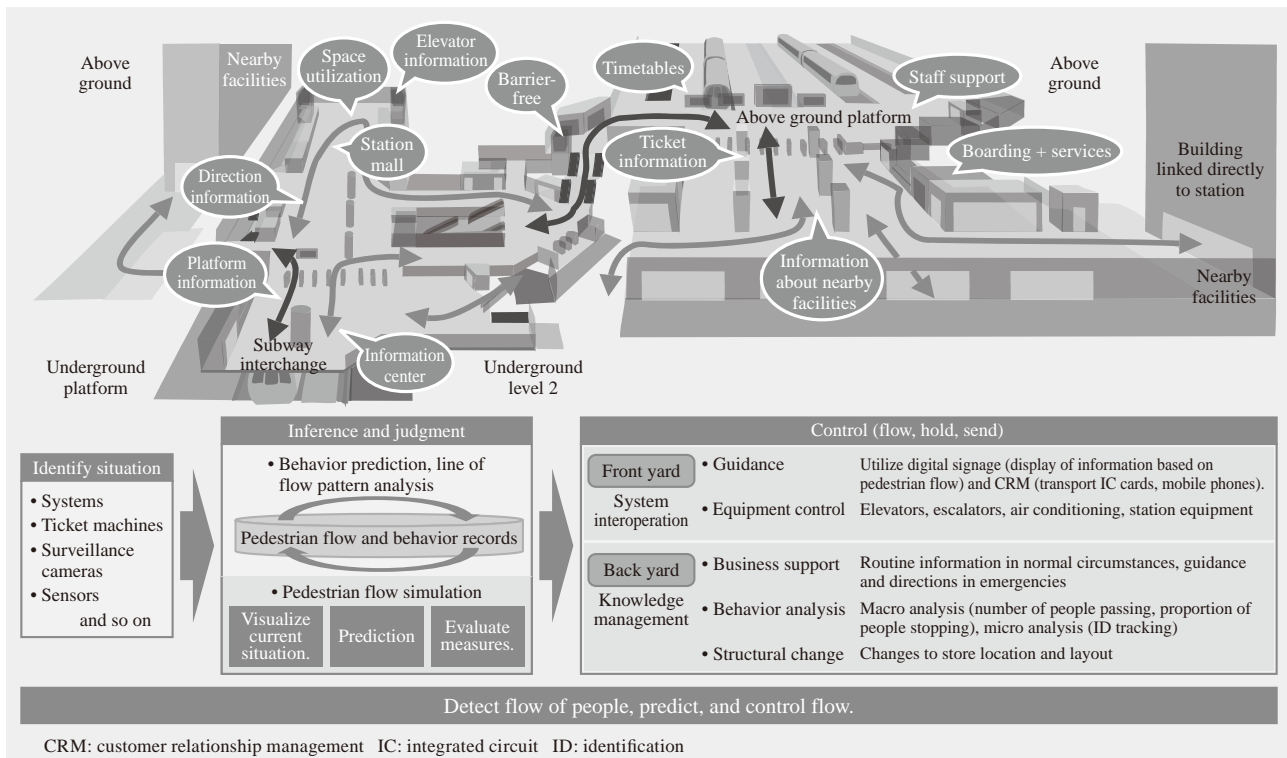 Above
ground
Nearby
facilities
Space
utilization
Elevator
information
Barrier-
free
Timetables
Staff support
Above
ground
Above ground platform
Station
mall
Ticket
information
Boarding + services
Building
linked directly
to station
Direction
information
Platform
information
Information
about nearby
facilities
Nearby
facilities
Subway
interchange
Information
center
Underground
platform
Underground
level 2
Identify situation
• Systems
• Ticket machines
• Surveillance
cameras
• Sensors
and so on
Inference and judgment
• Behavior prediction, line of
flow pattern analysis
Pedestrian flow and behavior records
• Pedestrian flow simulation
Visualize
current
situation.
Prediction
Evaluate
measures.
Control (flow, hold, send)
Front yard
System
interoperation
• Guidance
Utilize digital signage (display of information based on
pedestrian flow) and CRM (transport IC cards, mobile phones).
• Equipment control
Elevators, escalators, air conditioning, station equipment
Back yard
Knowledge
management
• Business support
Routine information in normal circumstances, guidance
and directions in emergencies
• Behavior analysis
Macro analysis (number of people passing, proportion of
people stopping), micro analysis (ID tracking)
• Structural change
Changes to store location and layout
Detect flow of people, predict, and control flow.
CRM: customer relationship management IC: integrated circuit ID: identification